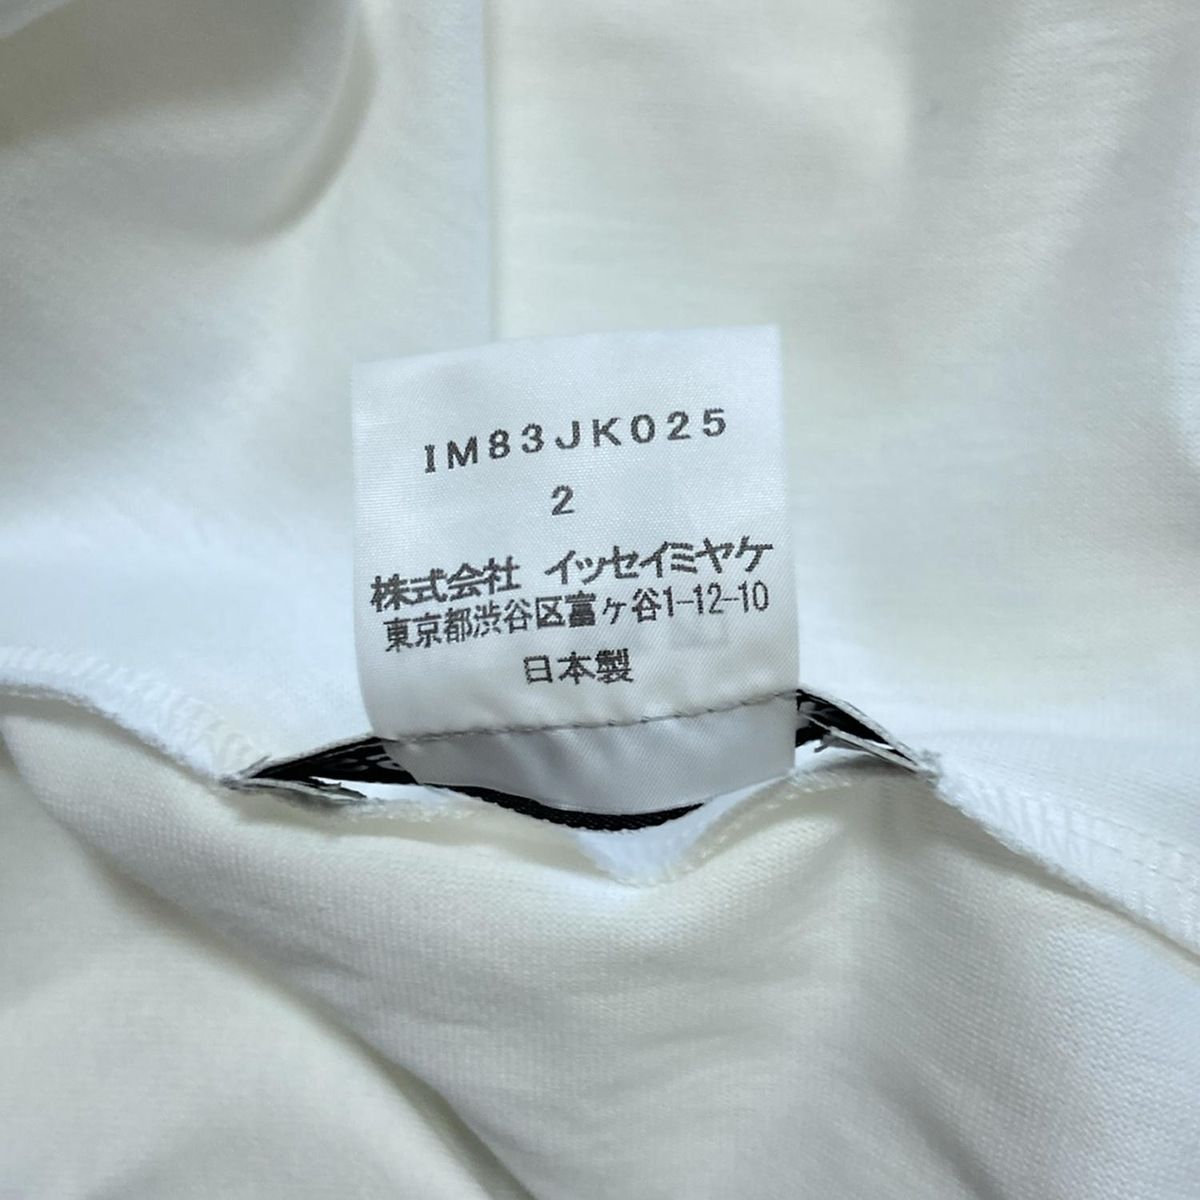 IM83JK025
2
株式会社 イッセイミヤケ
東京都渋谷区富ヶ谷1-12-10
日本製